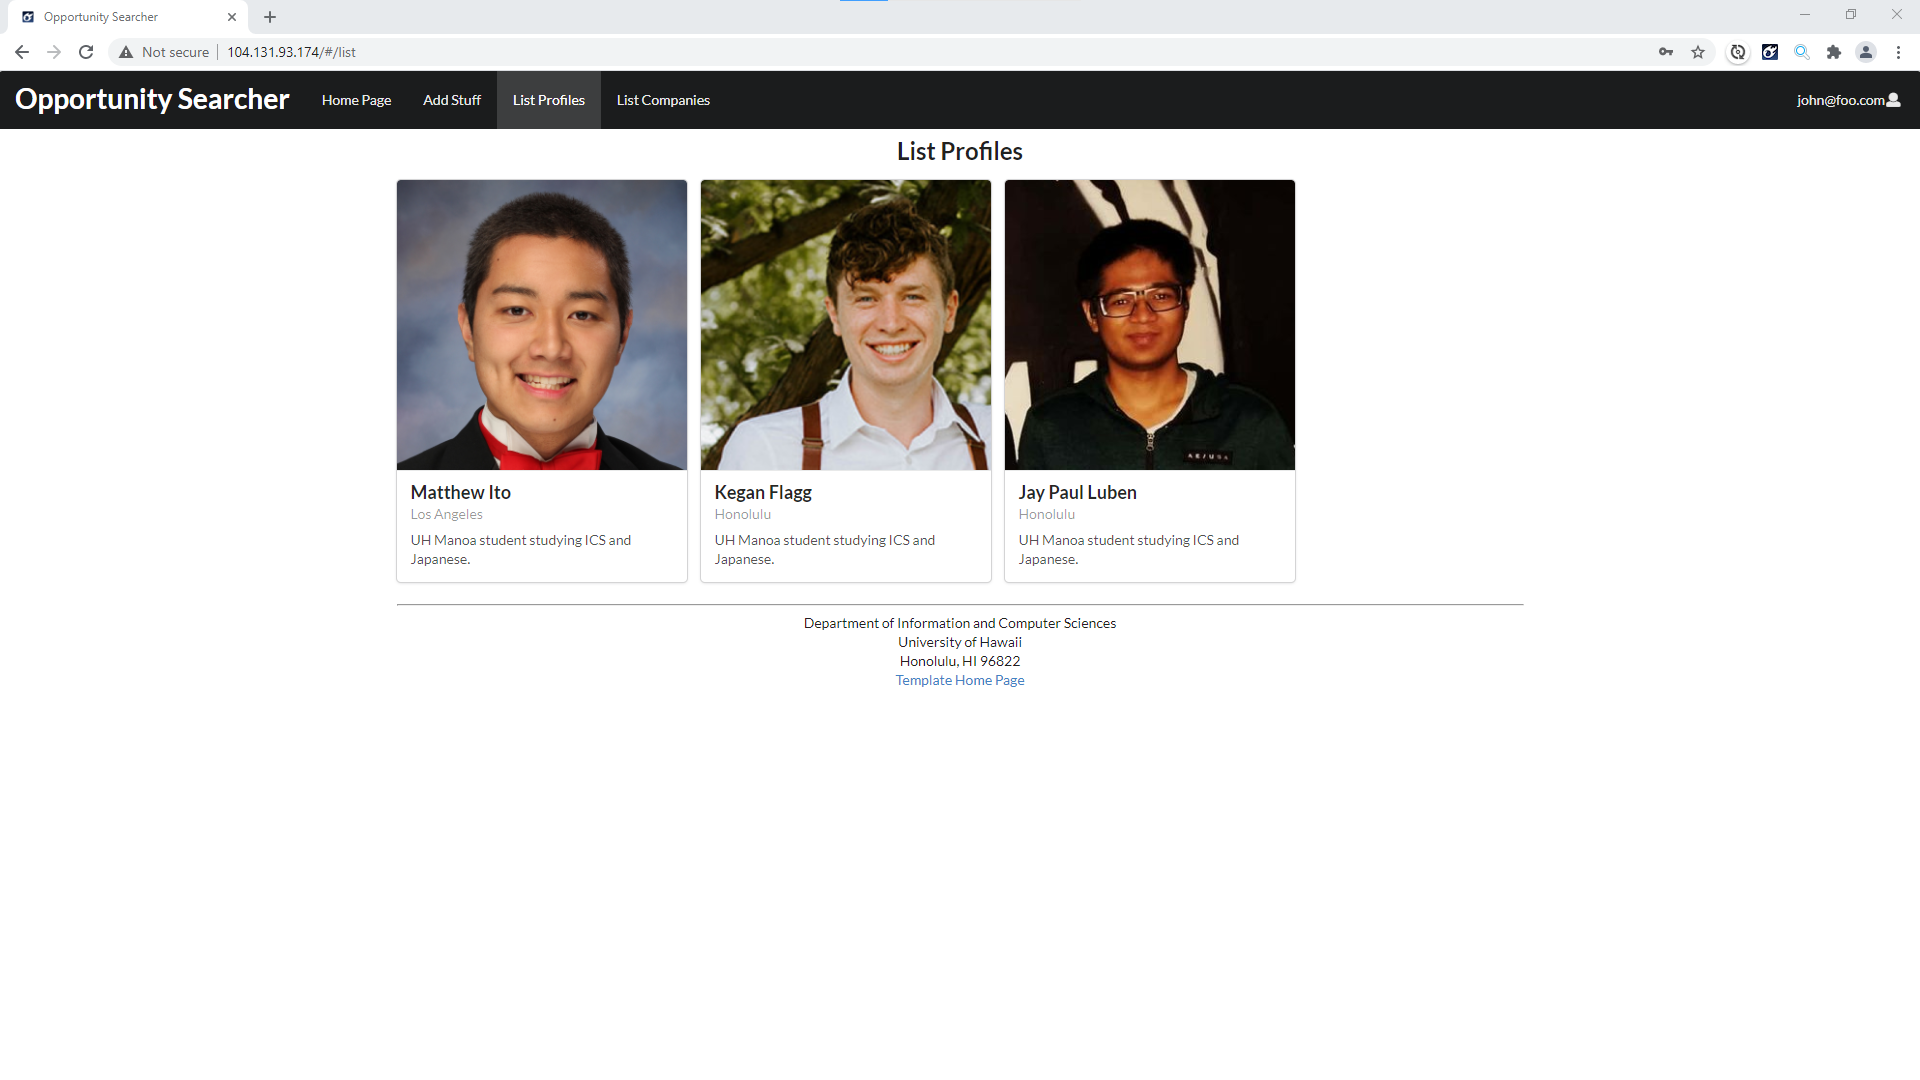 Opportunity Searcher
Not secure
104.131.93.174/#/list
Opportunity Searcher
Home Page
Add Stuff
List Profiles
List Companies
john@foo.com
List Profiles
AE/USA
Matthew Ito
Los Angeles
UH Manoa student studying ICS and
Japanese.
Kegan Flagg
Honolulu
UH Manoa student studying ICS and
Japanese.
Jay Paul Luben
Honolulu
UH Manoa student studying ICS and
Japanese.
Department of Information and Computer Sciences
University of Hawaii
Honolulu, HI 96822
Template Home Page